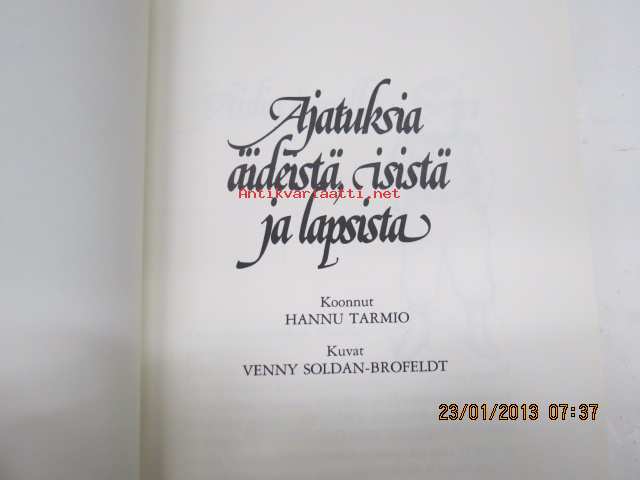 Ajatuksia
äideistä, isistä
Antikvariaatti.net
ja lapsista
Koonnut
HANNU TARMIO
Kuvat
VENNY SOLDAN-BROFELDT
23/01/2013 07:37